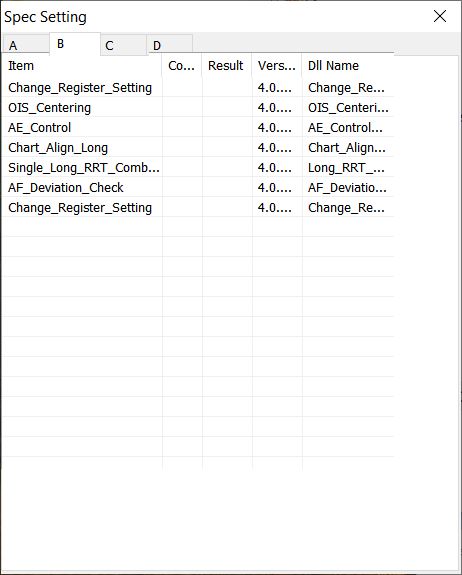 Spec Setting
A B C D
Item Co... Result Vers... Dll Name
Change_Register_Setting 4.0.... Change_Re...
OIS_Centering 4.0.... OIS_Centeri...
AE_Control 4.0.... AE_Control...
Chart_Align_Long 4.0.... Chart_Align...
Single_Long_RRT_Comb... 4.0.... Long_RRT_...
AF_Deviation_Check 4.0.... AF_Deviatio...
Change_Register_Setting 4.0.... Change_Re...